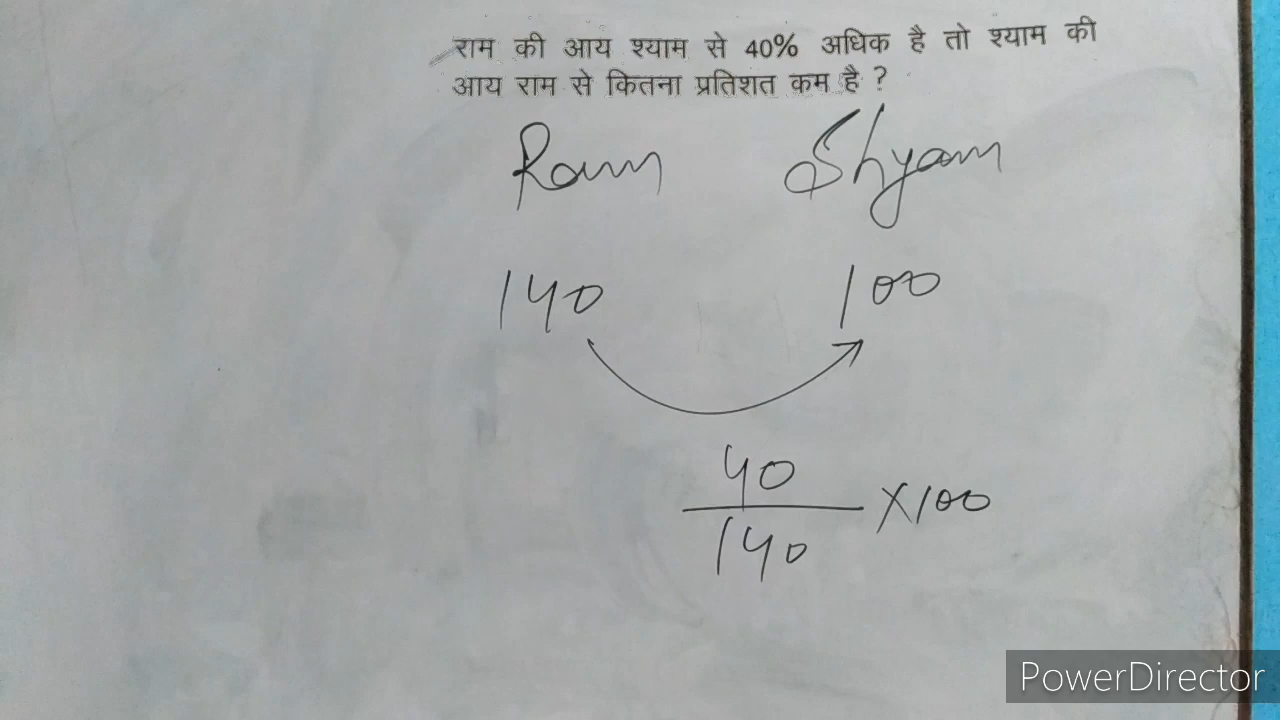 राम की आय श्याम से 40% अधिक है तो श्याम की
आय राम से कितना प्रतिशत कम है ?
Ram Shyam
140 100
40
140 ×100
PowerDirector